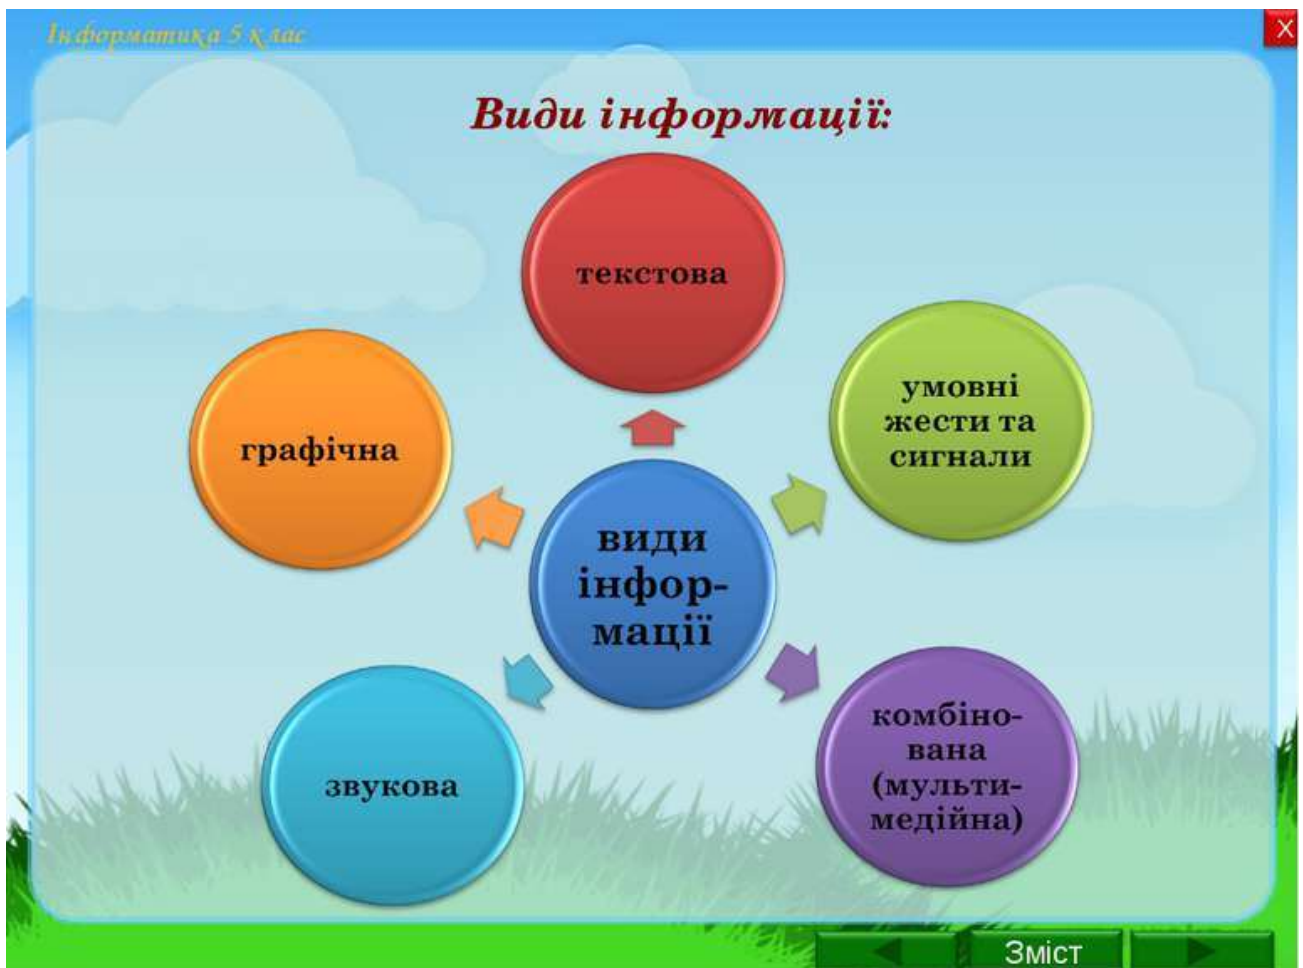 Інформатика 5 клас
X
Види інформації:
текстова
умовні
жести та
сигнали
графічна
види
інфор-
мації
комбіно-
вана
(мульти-
медійна)
звукова
Зміст